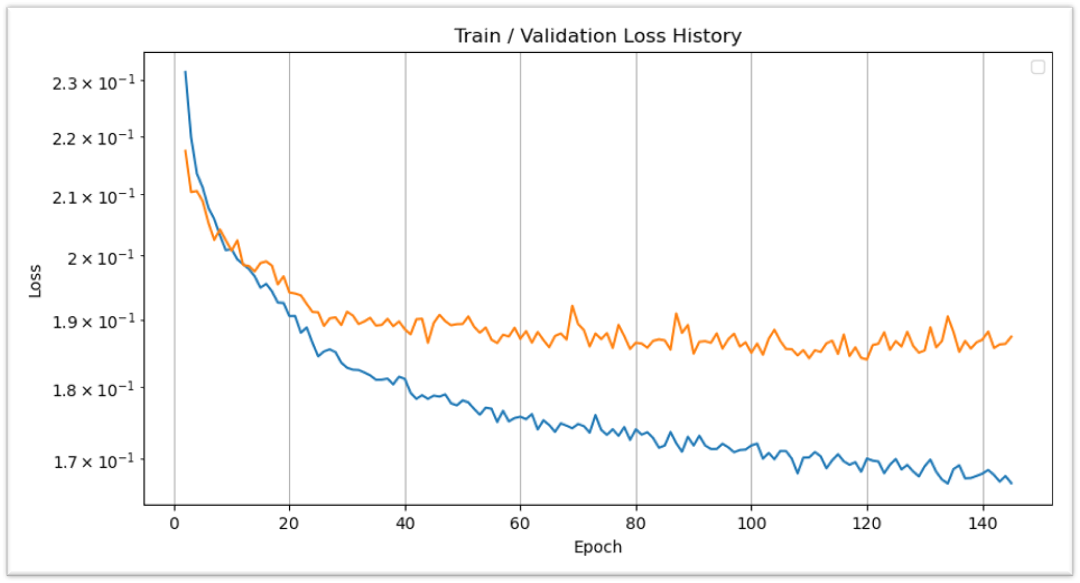 Train / Validation Loss History
2.3 × 10⁻¹
2.2 × 10⁻¹
2.1 × 10⁻¹
2 × 10⁻¹
1.9 × 10⁻¹
1.8 × 10⁻¹
1.7 × 10⁻¹
Loss
0 20 40 60 80 100 120 140
Epoch